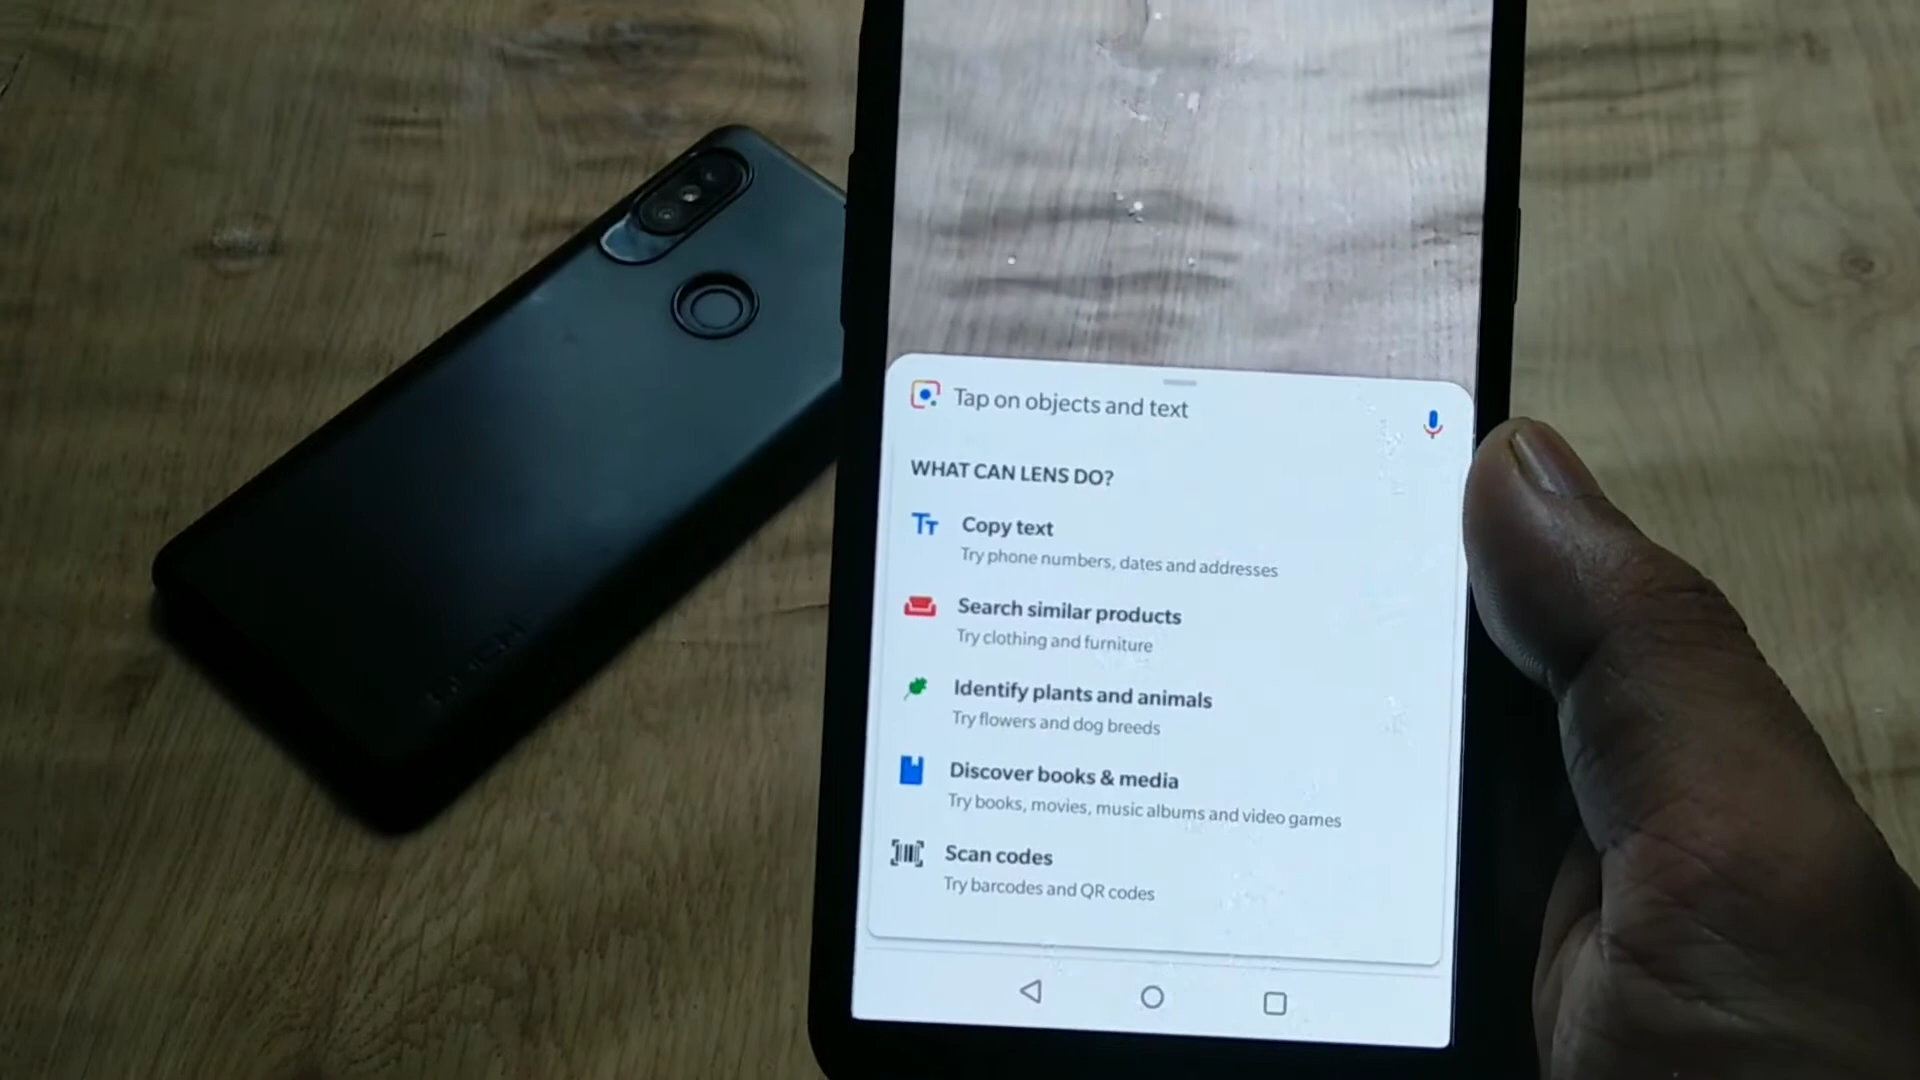 Tap on objects and text
WHAT CAN LENS DO?
Copy text
Try phone numbers, dates and addresses
Search similar products
Try clothing and furniture
Identify plants and animals
Try flowers and dog breeds
Discover books & media
Try books, movies, music albums and video games
Scan codes
Try barcodes and QR codes